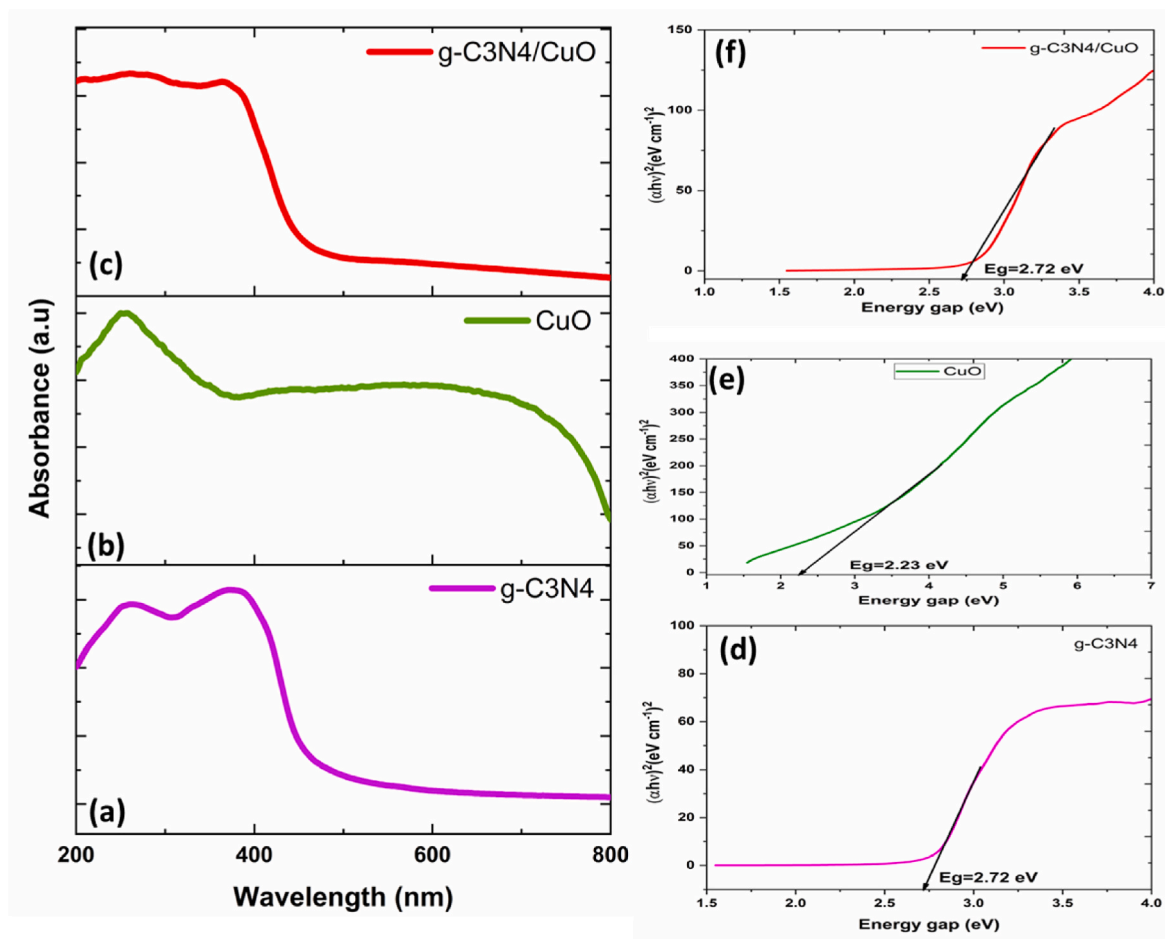 g-C3N4/CuO
(c)
CuO
(b)
g-C3N4
(a)
Absorbance (a.u)
200
400
600
800
Wavelength (nm)
(f)
g-C3N4/CuO
150
100
50
0
(αhν)²(eV cm⁻¹)²
Eg=2.72 eV
1.0
1.5
2.0
2.5
3.0
3.5
4.0
Energy gap (eV)
(e)
CuO
400
350
300
250
200
150
100
50
0
(αhν)²(eV cm⁻¹)²
Eg=2.23 eV
1
2
3
4
5
6
7
Energy gap (eV)
(d)
g-C3N4
100
80
60
40
20
0
(αhν)²(eV cm⁻¹)²
Eg=2.72 eV
1.5
2.0
2.5
3.0
3.5
4.0
Energy gap (eV)